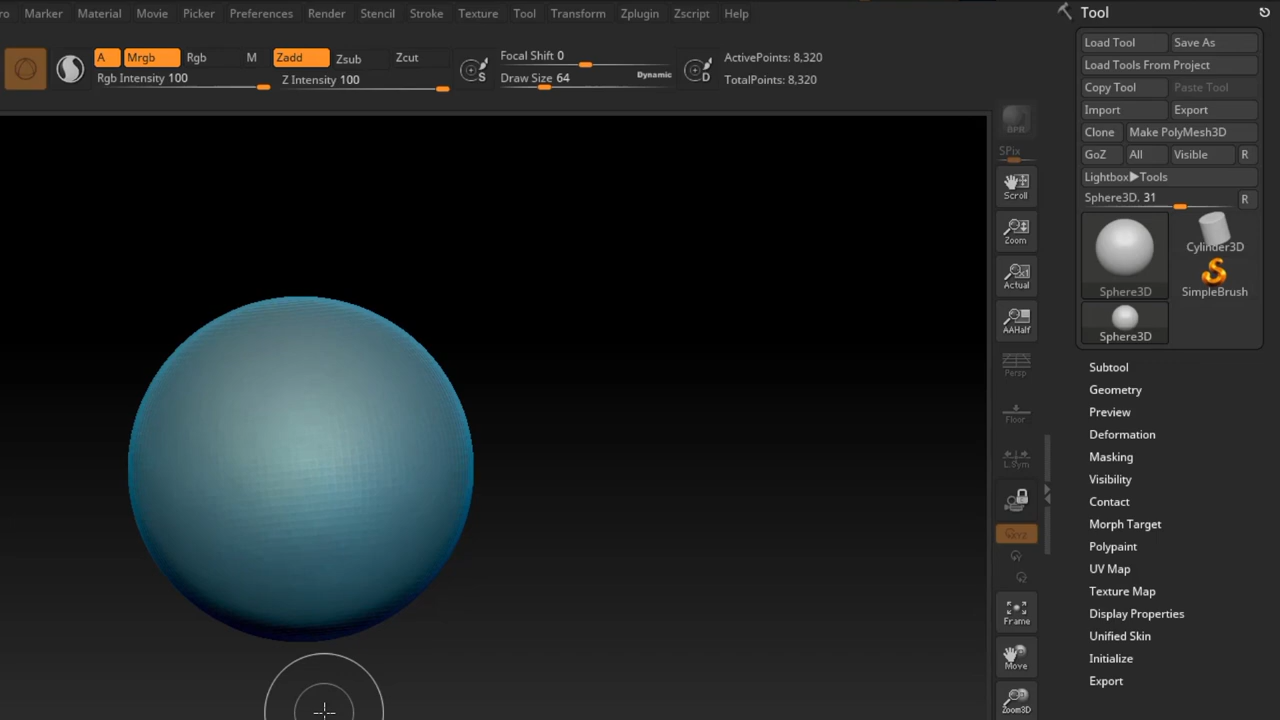 ro Marker Material Movie Picker Preferences Render Stencil Stroke Texture Tool Transform Zplugin Zscript Help
Tool
Load Tool Save As
Load Tools From Project
Copy Tool Paste Tool
Import Export
Clone Make PolyMesh3D
GoZ All Visible R
Lightbox▶Tools
Sphere3D. 31 R
Sphere3D
Cylinder3D
SimpleBrush
Sphere3D
Subtool
Geometry
Preview
Deformation
Masking
Visibility
Contact
Morph Target
Polypaint
UV Map
Texture Map
Display Properties
Unified Skin
Initialize
Export
A Mrgb Rgb M Zadd Zsub Zcut
Rgb Intensity 100 Z Intensity 100
S
Focal Shift 0
Draw Size 64 Dynamic
D
ActivePoints: 8,320
TotalPoints: 8,320
BPR
SPix
Scroll
Zoom
Actual
AAHalf
Persp
Floor
L.Sym
Frame
Move
Zoom3D